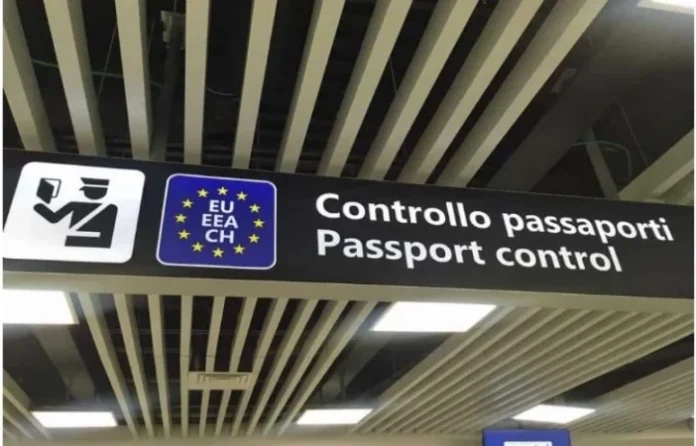 EU
EEA
CH
Controllo passaporti
Passport control